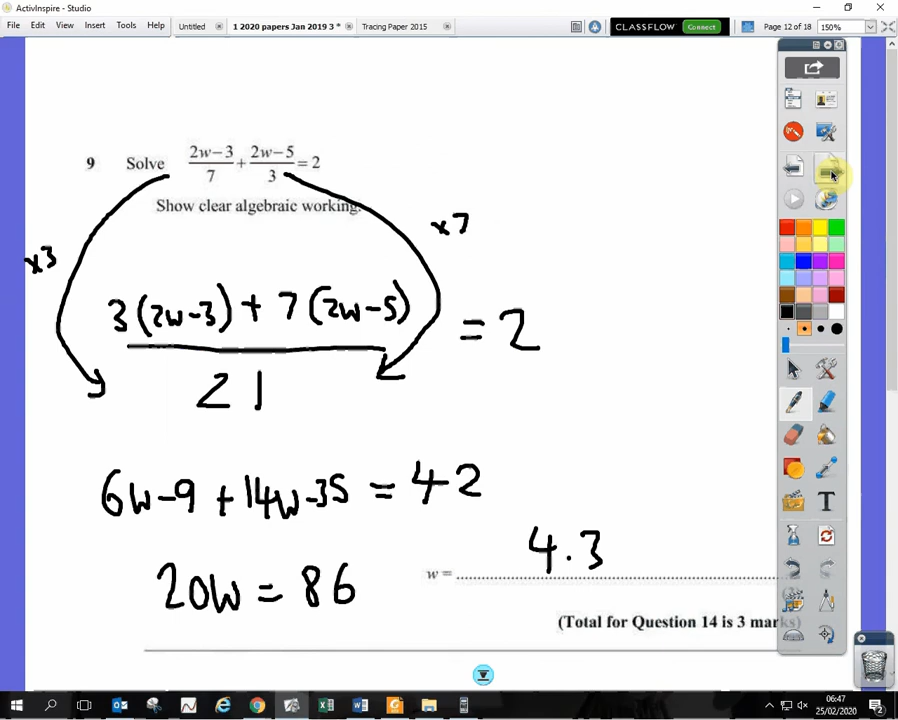 ActivInspire - Studio
File Edit View Insert Tools Help Untitled 1 2020 papers Jan 2019 3 * Tracing Paper 2015 CLASSFLOW Connect Page 12 of 18 150%
9 Solve (2w−3)/7 + (2w−5)/3 = 2
Show clear algebraic working.
x7
x3
3(2w-3) + 7(2w-5)
= 2
21
6w-9 + 14w-35 = 42
4.3
20w = 86
w =
(Total for Question 14 is 3 marks)
T
06:47
25/02/2020
2